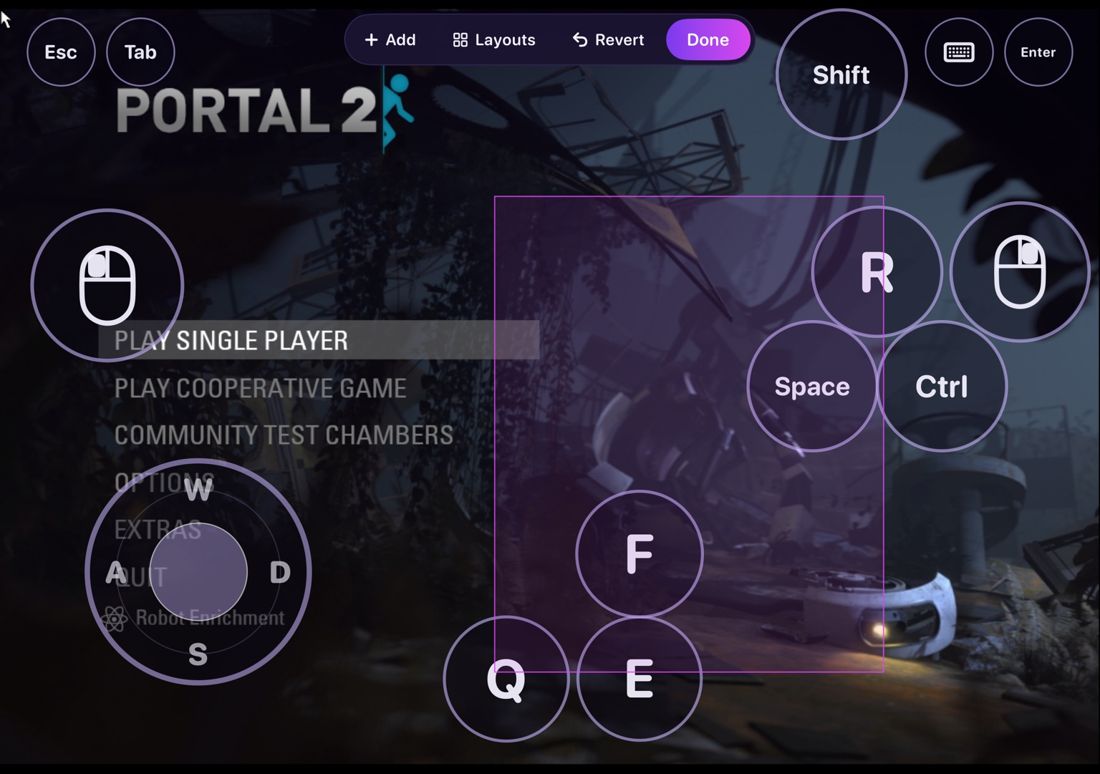 Esc
Tab
+ Add
Layouts
Revert
Done
Shift
Enter
PORTAL 2
R
PLAY SINGLE PLAYER
Space
Ctrl
PLAY COOPERATIVE GAME
COMMUNITY TEST CHAMBERS
OPTIONS
W
EXTRAS
F
A
QUIT
D
Robot Enrichment
S
Q
E